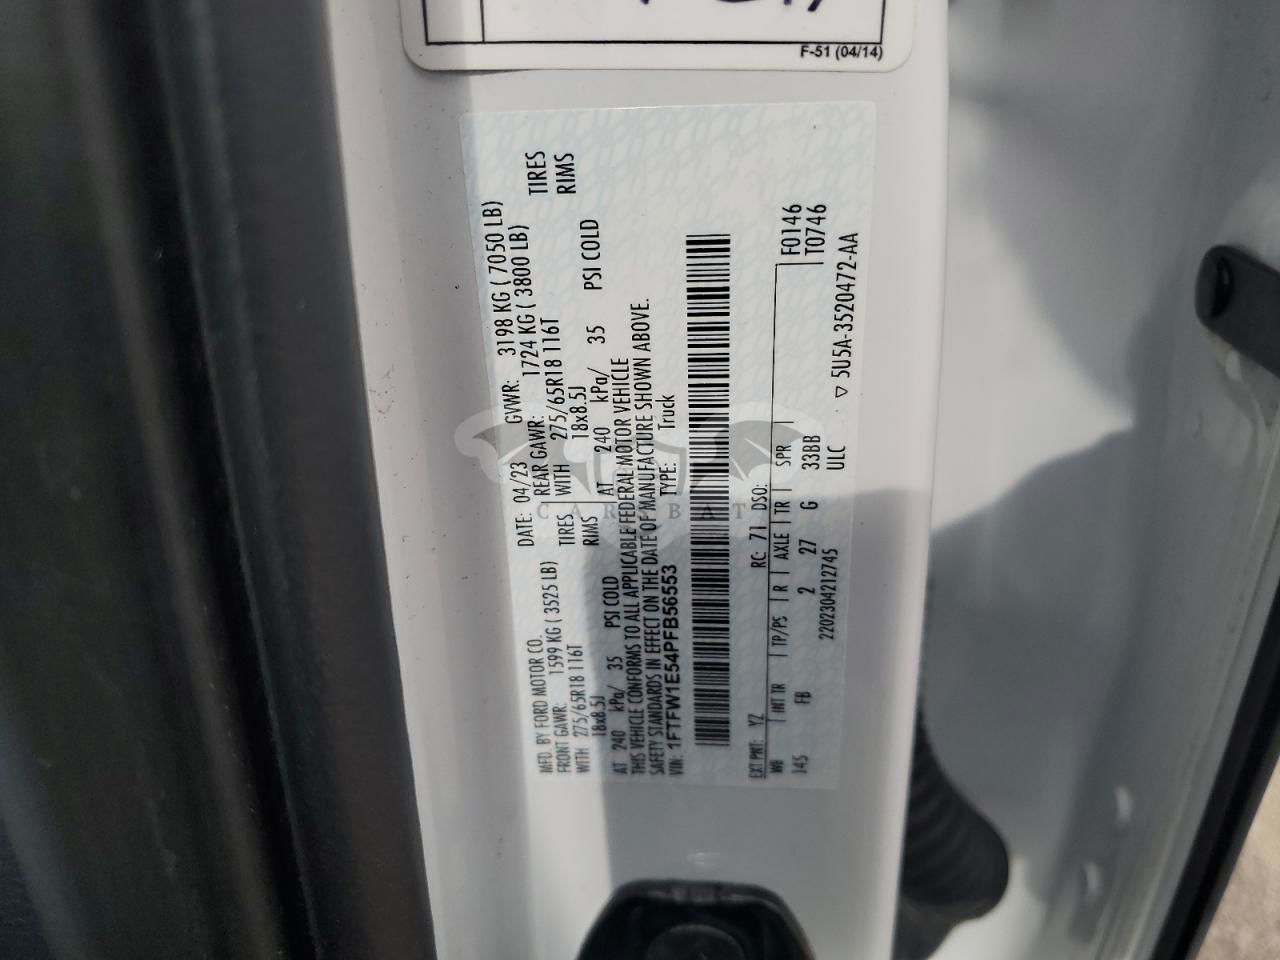 F-51 (04/14)
MFD. BY FORD MOTOR CO.
DATE: 04/23 GVWR: 3198 KG ( 7050 LB)
FRONT GAWR: 1599 KG ( 3525 LB) REAR GAWR: 1724 KG ( 3800 LB)
WITH 275/65R18 116T TIRES WITH 275/65R18 116T TIRES
18x8.5J RIMS 18x8.5J RIMS
AT 240 kPa/ 35 PSI COLD AT 240 kPa/ 35 PSI COLD
THIS VEHICLE CONFORMS TO ALL APPLICABLE FEDERAL MOTOR VEHICLE
SAFETY STANDARDS IN EFFECT ON THE DATE OF MANUFACTURE SHOWN ABOVE.
VIN: 1FTFW1E54PFB56553 TYPE: Truck
EXT PNT: YZ RC: 71 DSO:
WB INT TR TP/PS R AXLE TR SPR F0146
145 FB 2 27 G 33BB T0746
2202304212745 ULC ▽ 5U5A-3520472-AA
CARSBAT